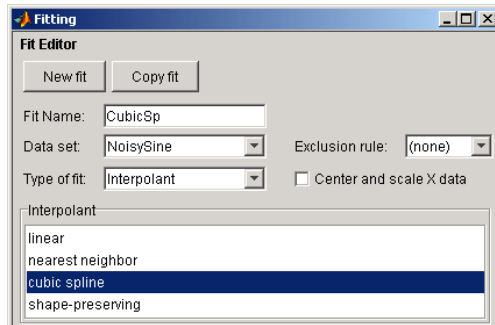 Fitting
Fit Editor
New fit Copy fit
Fit Name: CubicSp
Data set: NoisySine Exclusion rule: (none)
Type of fit: Interpolant Center and scale X data
Interpolant
linear
nearest neighbor
cubic spline
shape-preserving